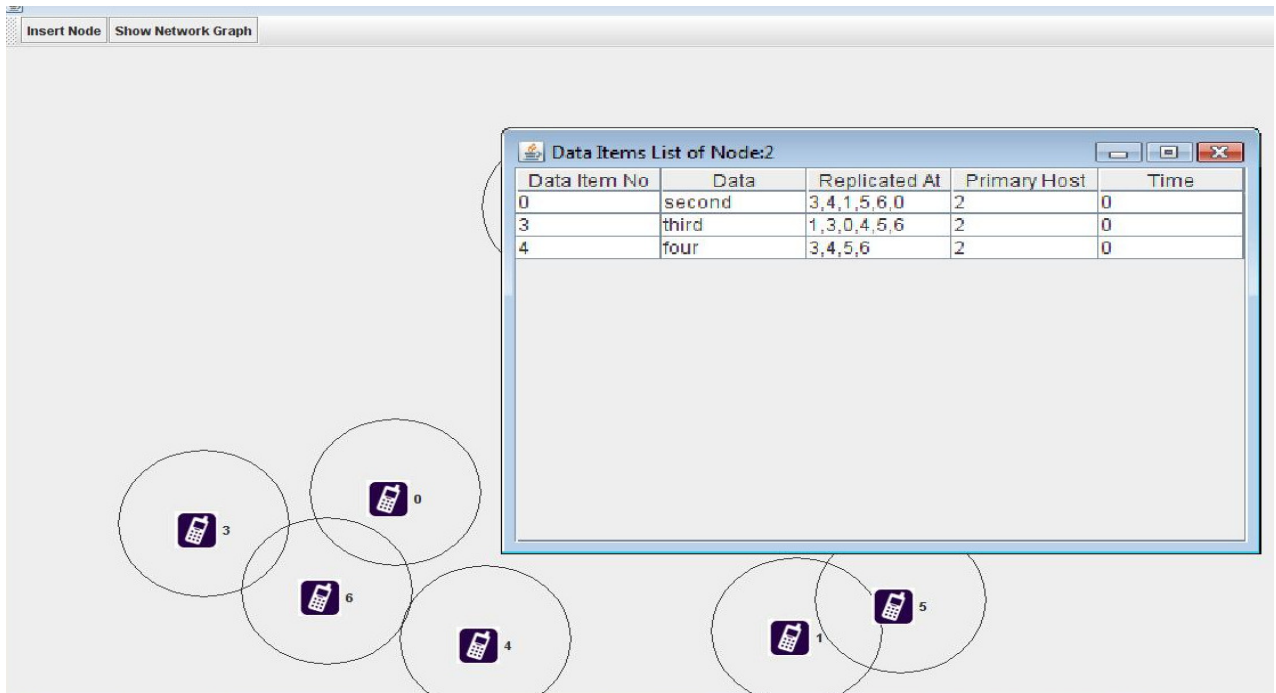 Insert Node Show Network Graph
Data Items List of Node:2
Data Item No Data Replicated At Primary Host Time
0 second 3,4,1,5,6,0 2 0
3 third 1,3,0,4,5,6 2 0
4 four 3,4,5,6 2 0
0
3
6
5
1
4